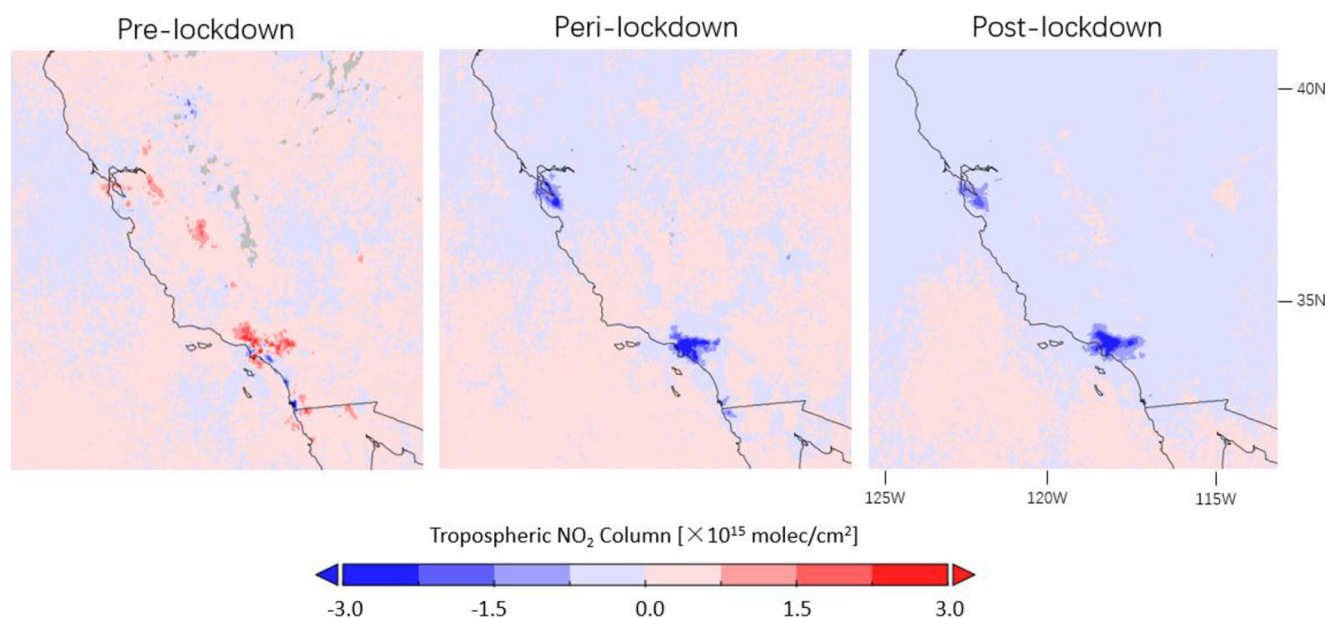 Pre-lockdown Peri-lockdown Post-lockdown
40N
35N
125W 120W 115W
Tropospheric NO₂ Column [×10¹⁵ molec/cm²]
-3.0 -1.5 0.0 1.5 3.0